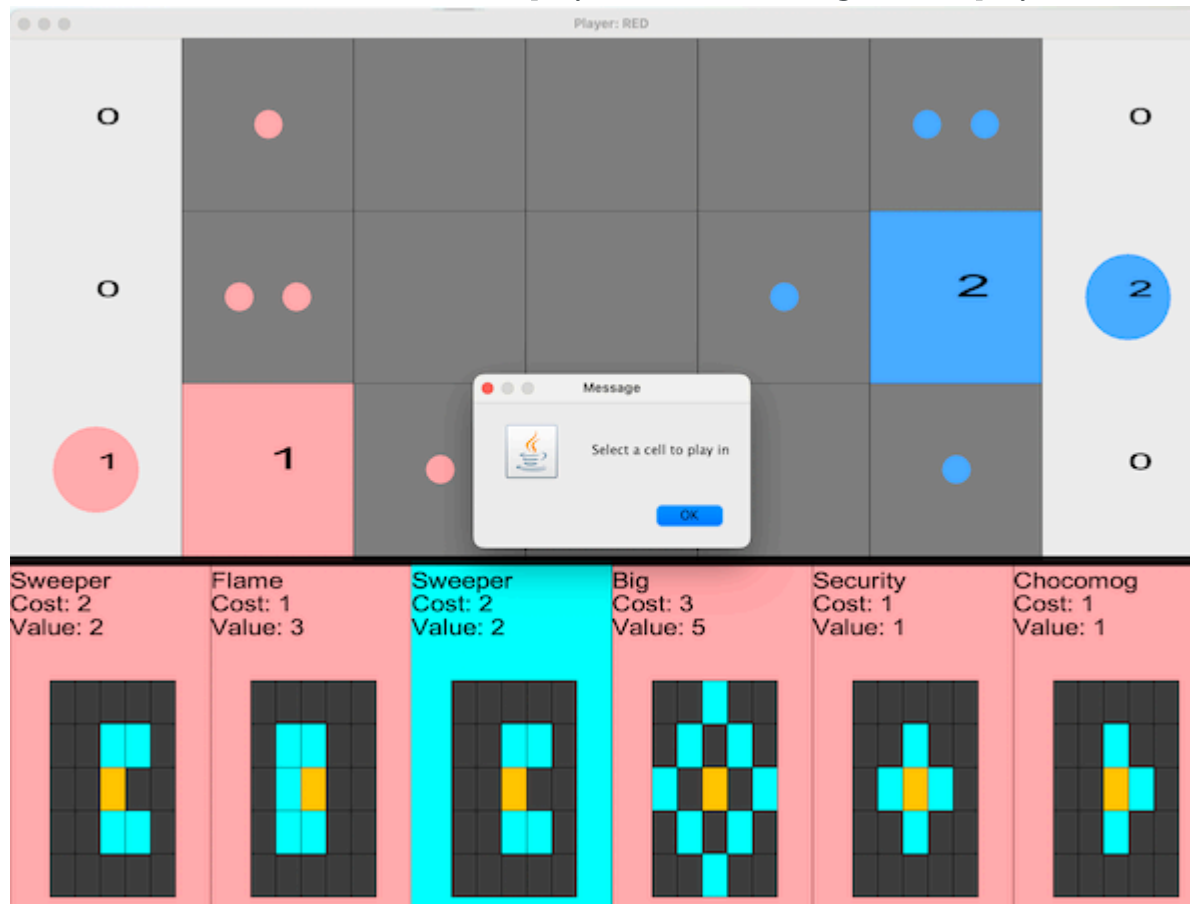 Player: RED
0
0
0
2
2
1
1
0
Message
Select a cell to play in
OK
Sweeper
Cost: 2
Value: 2
Flame
Cost: 1
Value: 3
Sweeper
Cost: 2
Value: 2
Big
Cost: 3
Value: 5
Security
Cost: 1
Value: 1
Chocomog
Cost: 1
Value: 1